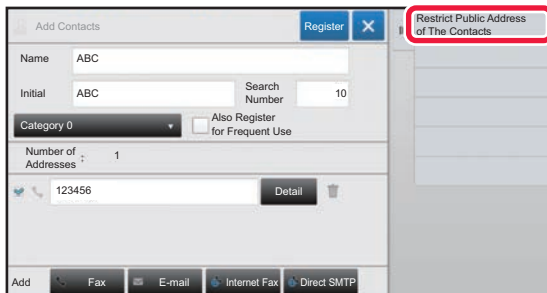 Add Contacts
Register
Restrict Public Address
of The Contacts
Name ABC
Initial ABC
Search
Number
10
Category 0
Also Register
for Frequent Use
Number of
Addresses : 1
123456
Detail
Add
Fax
E-mail
Internet Fax
Direct SMTP